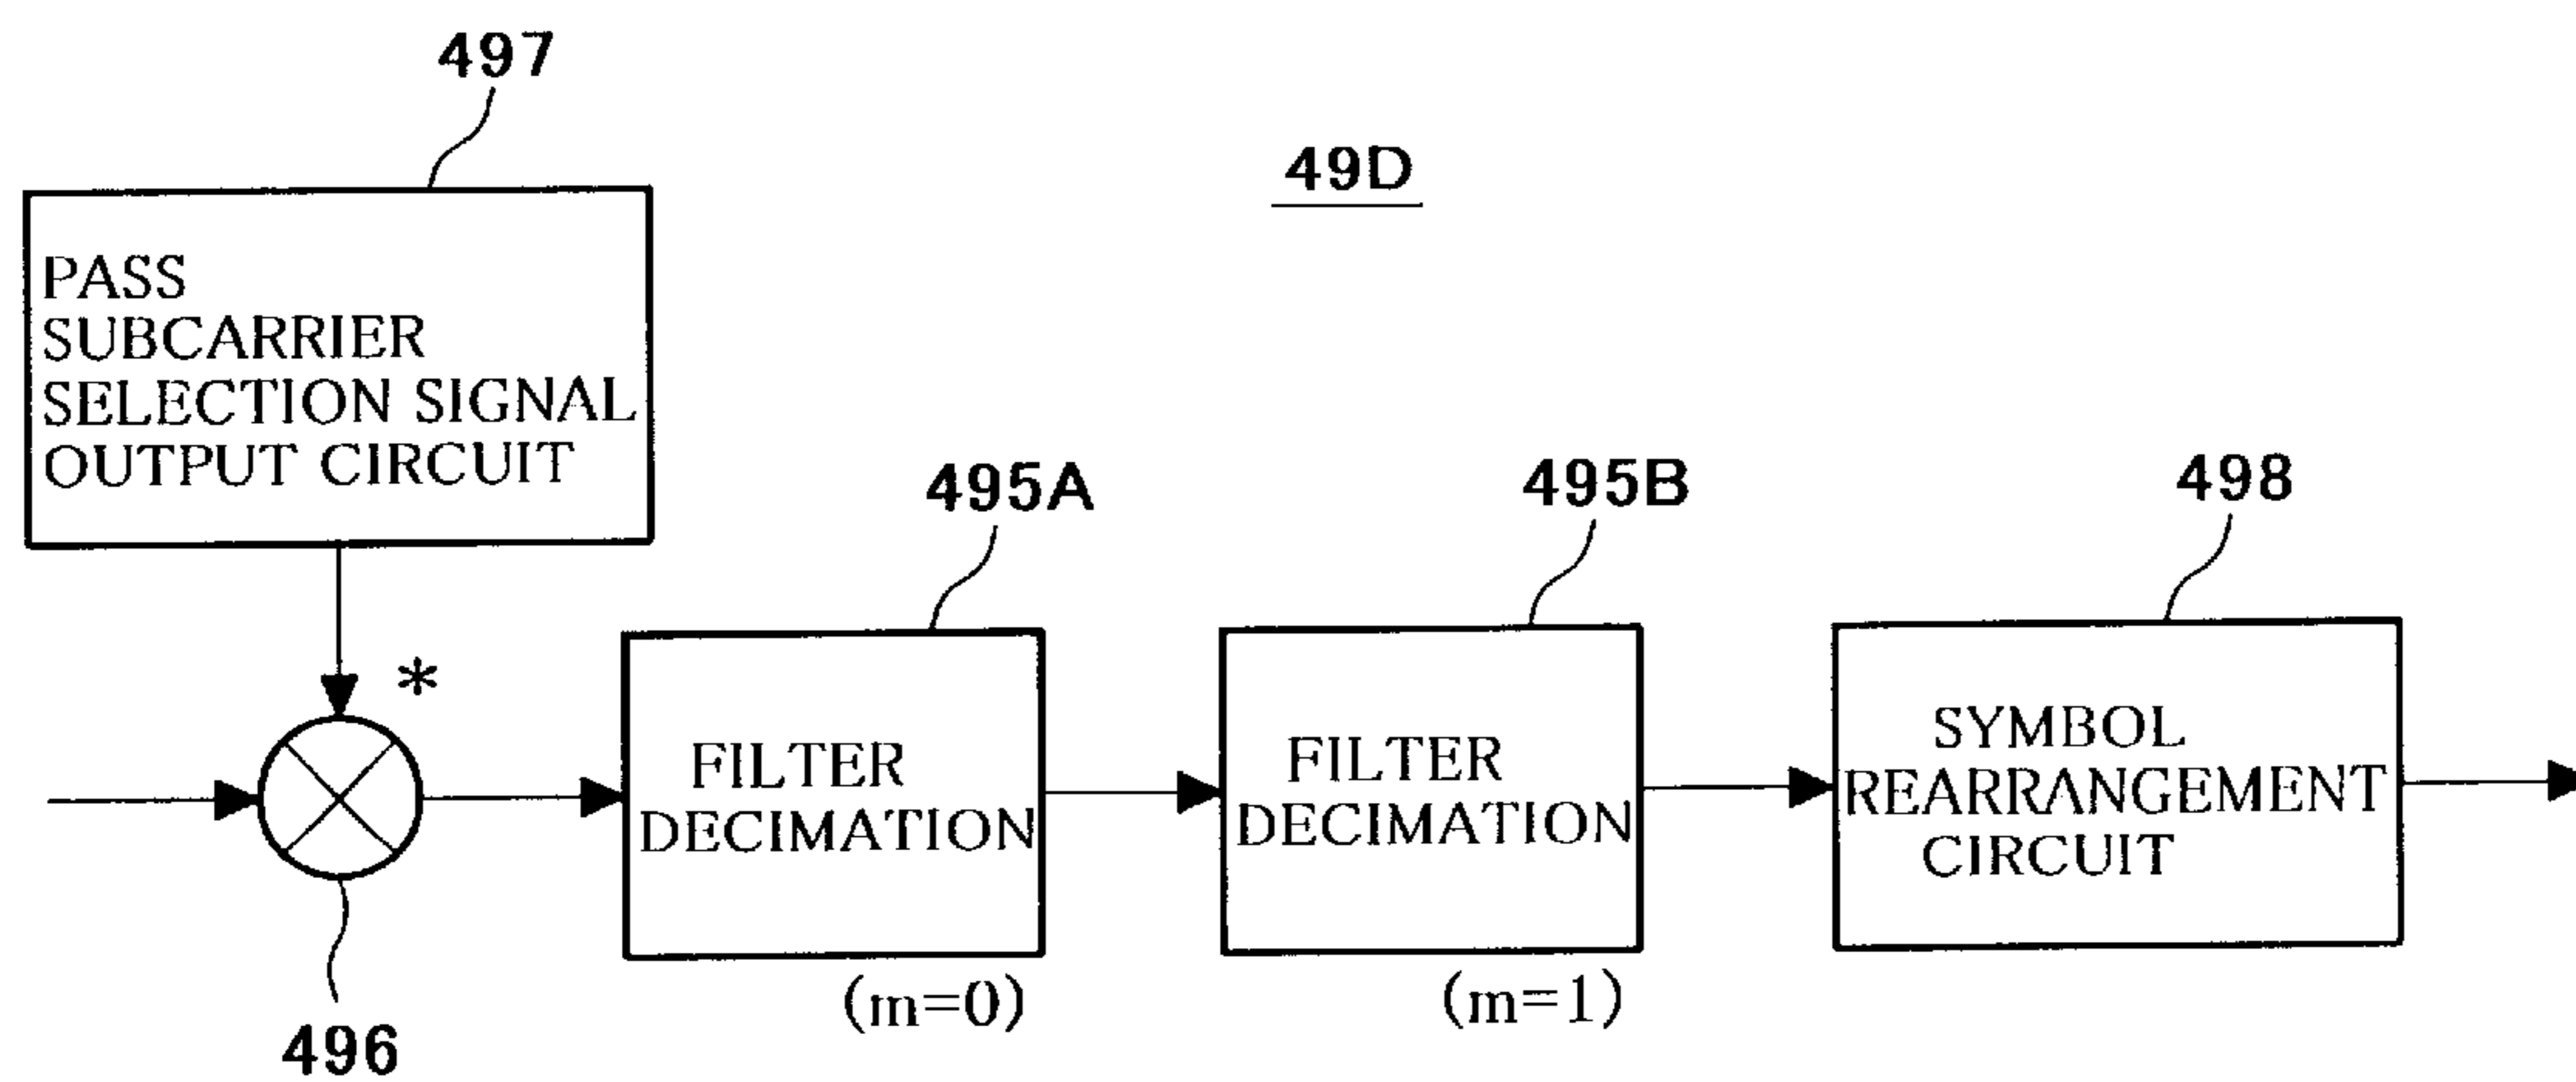 497
49D
PASS
SUBCARRIER
SELECTION SIGNAL
OUTPUT CIRCUIT
495A
495B
498
*
FILTER
DECIMATION
FILTER
DECIMATION
SYMBOL
REARRANGEMENT
CIRCUIT
(m=0)
(m=1)
496